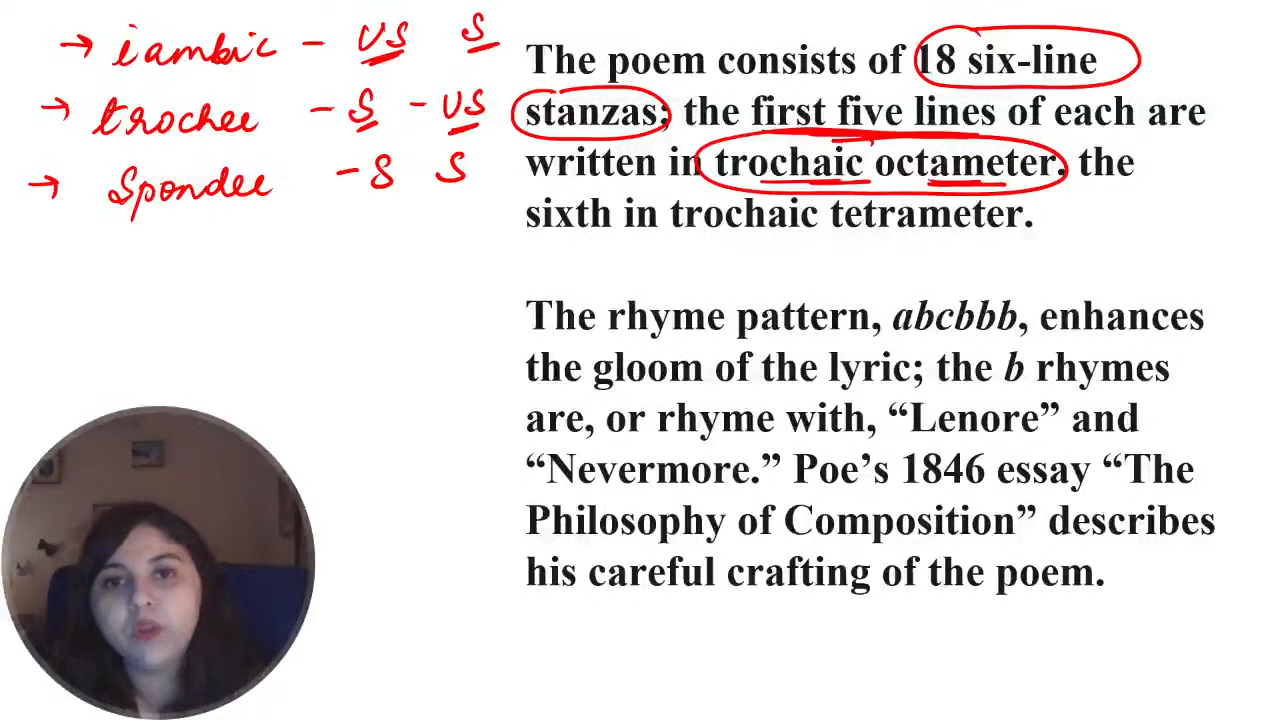 → iambic - US S
→ trochee - S - US
→ Spondee - S S
The poem consists of 18 six-line
stanzas; the first five lines of each are
written in trochaic octameter, the
sixth in trochaic tetrameter.
The rhyme pattern, abcbbb, enhances
the gloom of the lyric; the b rhymes
are, or rhyme with, “Lenore” and
“Nevermore.” Poe’s 1846 essay “The
Philosophy of Composition” describes
his careful crafting of the poem.